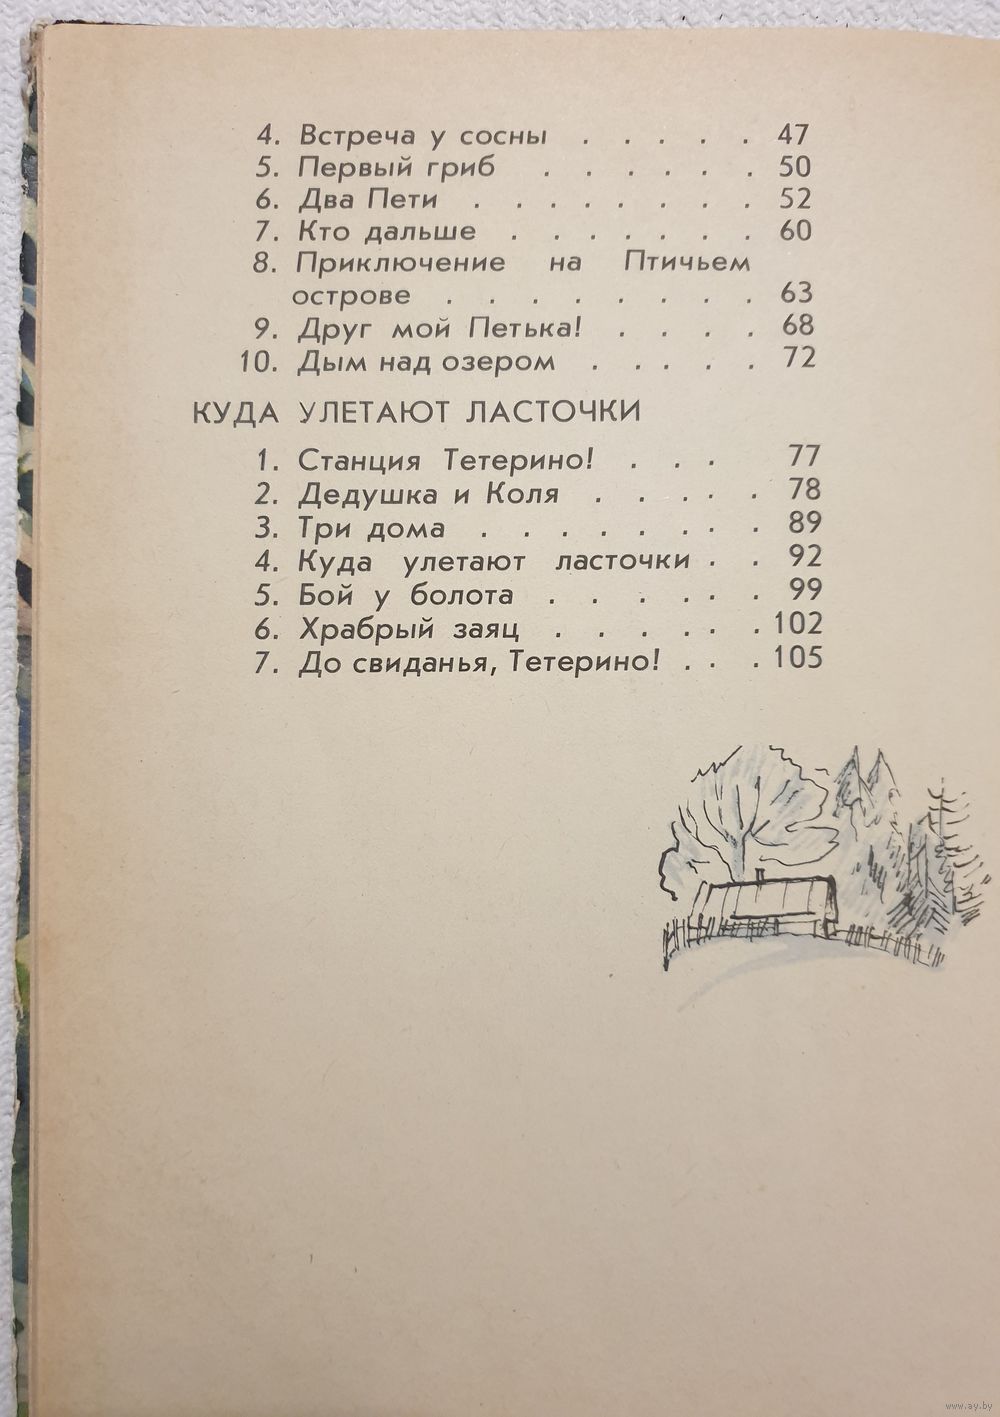 4. Встреча у сосны . . . . . 47
5. Первый гриб . . . . . . 50
6. Два Пети . . . . . . . 52
7. Кто дальше . . . . . . 60
8. Приключение на Птичьем
острове . . . . . . . . 63
9. Друг мой Петька! . . . . 68
10. Дым над озером . . . . . 72
КУДА УЛЕТАЮТ ЛАСТОЧКИ
1. Станция Тетерино! . . . 77
2. Дедушка и Коля . . . . . 78
3. Три дома . . . . . . . 89
4. Куда улетают ласточки . . 92
5. Бой у болота . . . . . . 99
6. Храбрый заяц . . . . . . 102
7. До свиданья, Тетерино! . . . 105
www.ay.by